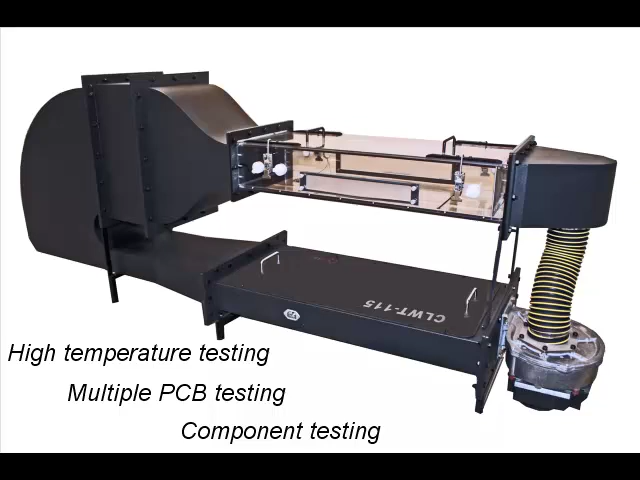 CLWT-115
High temperature testing
Multiple PCB testing
Component testing